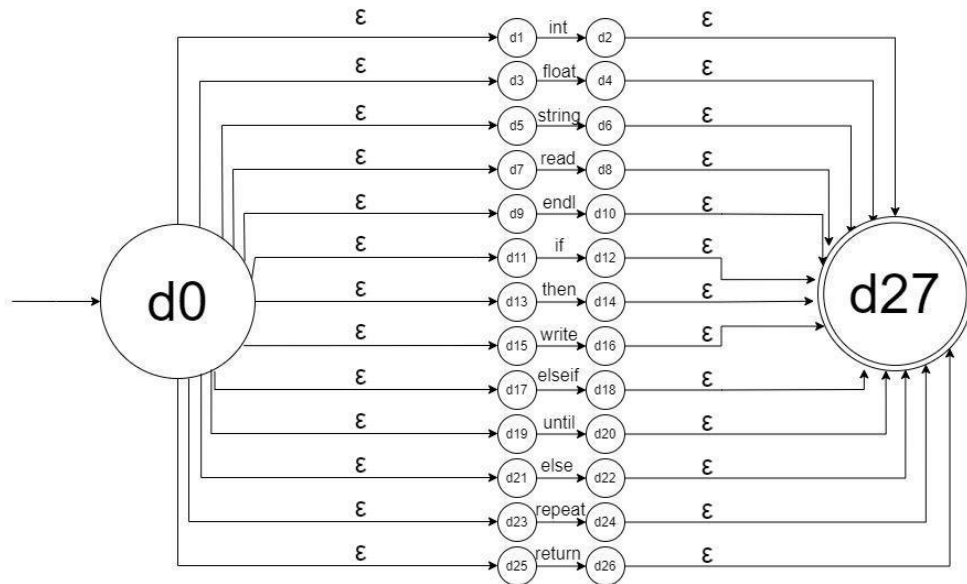 ε d1 int d2 ε
ε d3 float d4 ε
ε d5 string d6 ε
ε d7 read d8 ε
ε d9 endl d10 ε
ε d11 if d12 ε
d0 ε d13 then d14 ε d27
ε d15 write d16 ε
ε d17 elseif d18 ε
ε d19 until d20 ε
ε d21 else d22 ε
ε d23 repeat d24 ε
ε d25 return d26 ε